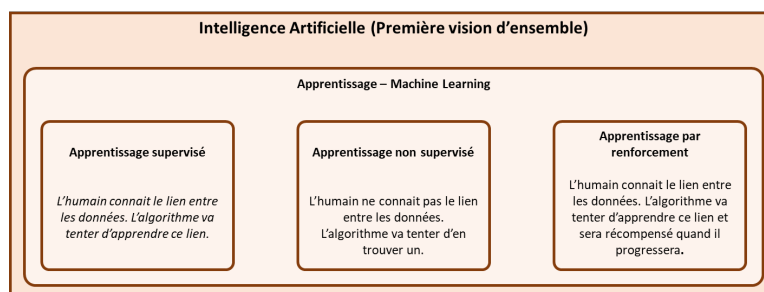 Intelligence Artificielle (Première vision d'ensemble)
Apprentissage – Machine Learning
Apprentissage supervisé
L'humain connait le lien entre
les données. L'algorithme va
tenter d'apprendre ce lien.
Apprentissage non supervisé
L'humain ne connait pas le lien
entre les données.
L'algorithme va tenter d'en
trouver un.
Apprentissage par
renforcement
L'humain connait le lien entre
les données. L'algorithme va
tenter d'apprendre ce lien et
sera récompensé quand il
progressera.